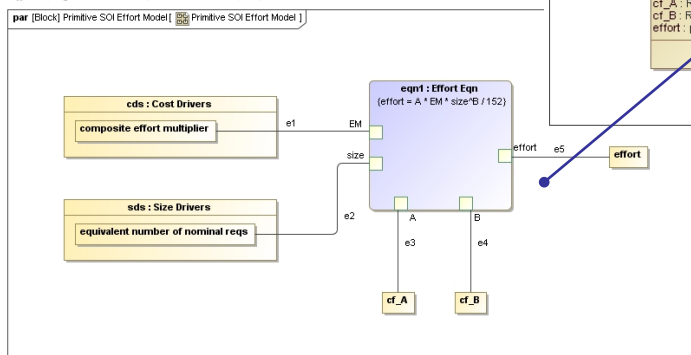 par [Block] Primitive SOI Effort Model [ Primitive SOI Effort Model ]
cf_A : R
cf_B : R
effort :
eqn1 : Effort Eqn
{effort = A * EM * size^B / 152}
cds : Cost Drivers
composite effort multiplier
e1
EM
size
effort
e5
effort
sds : Size Drivers
equivalent number of nominal reqs
e2
A
B
e3
e4
cf_A
cf_B